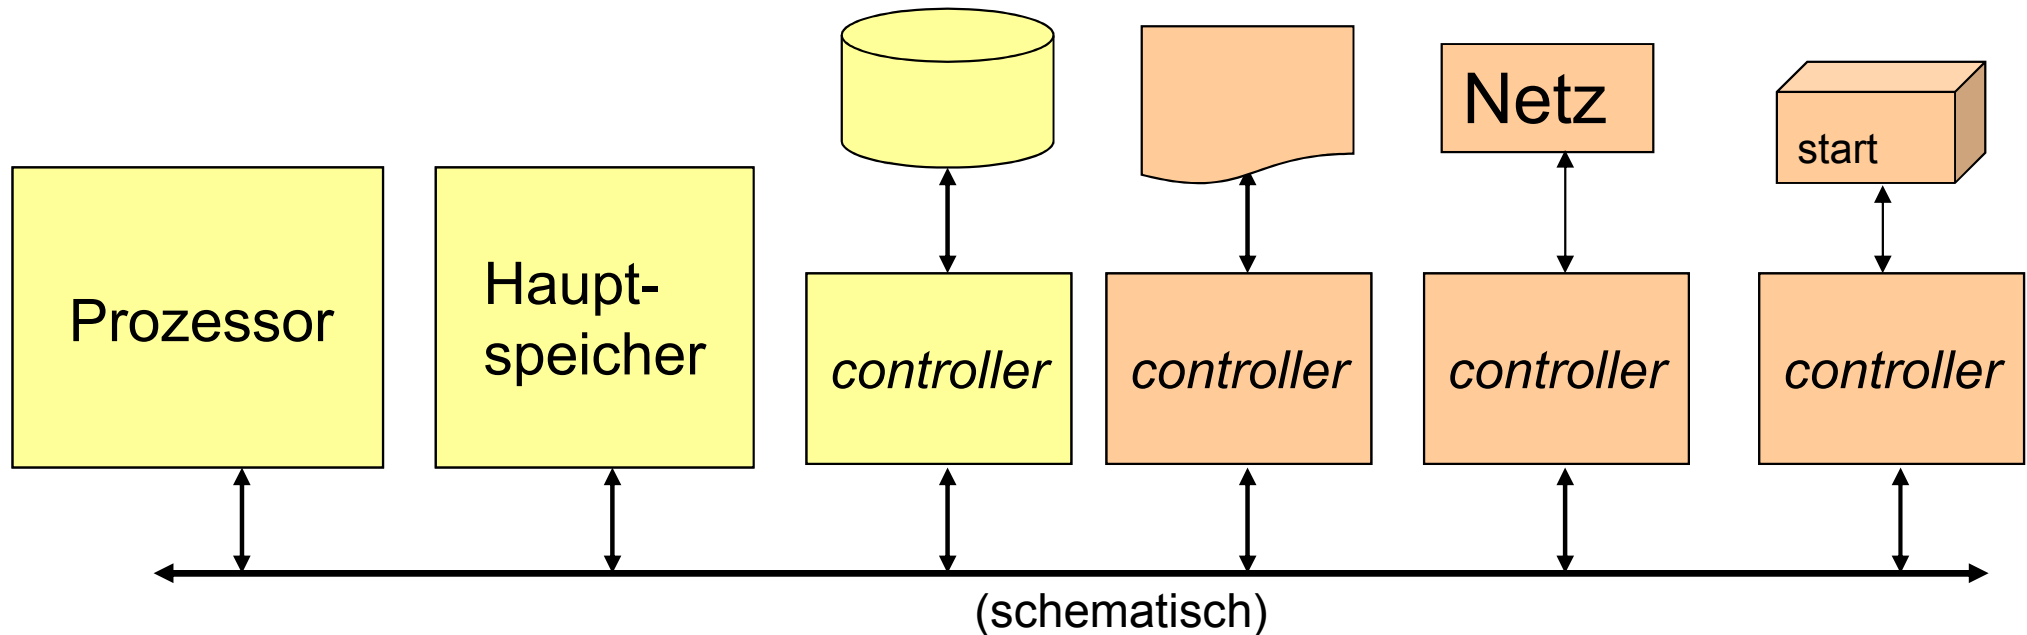 Netz
start
Prozessor
Haupt-
speicher
controller
controller
controller
controller
(schematisch)